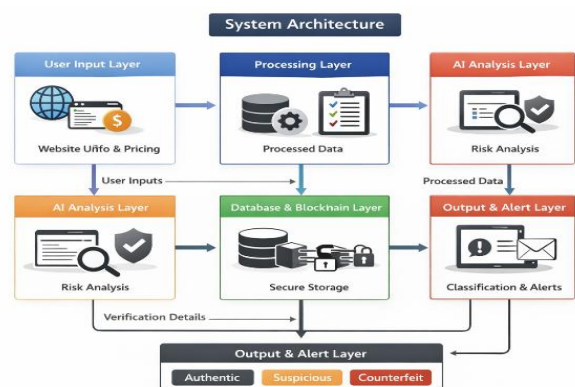 System Architecture
User Input Layer
Processing Layer
AI Analysis Layer
Website Unfo & Pricing
Processed Data
Risk Analysis
User Inputs
Processed Data
AI Analysis Layer
Database & Blocknain Layer
Output & Alert Layer
Risk Analysis
Secure Storage
Classification & Alerts
Verification Details
Output & Alert Layer
Authentic
Suspicious
Counterfeit